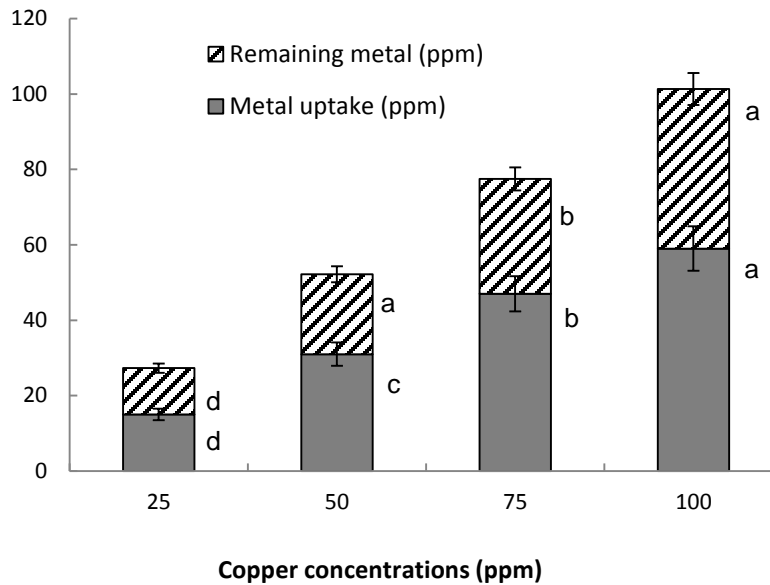 120
100
80
60
40
20
0
Remaining metal (ppm)
Metal uptake (ppm)
d
d
a
c
b
b
a
a
25 50 75 100
Copper concentrations (ppm)